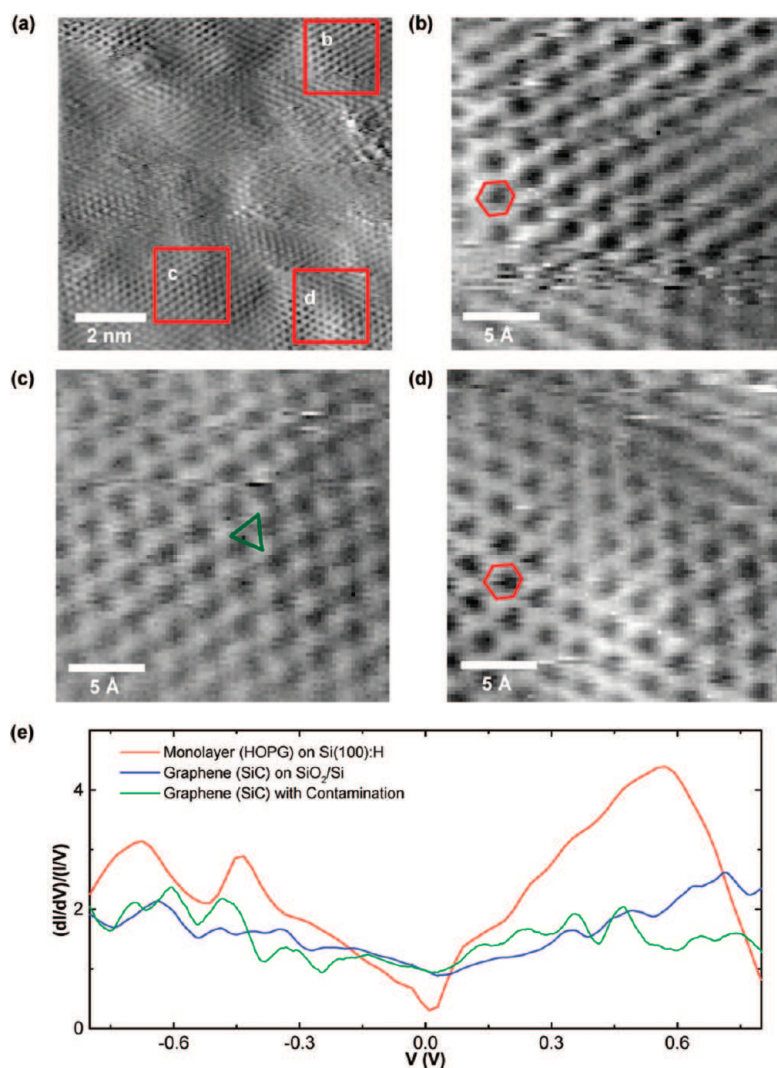 (a)
b
c
d
2 nm
(b)
5 Å
(c)
5 Å
(d)
5 Å
(e)
Monolayer (HOPG) on Si(100):H
Graphene (SiC) on SiO₂/Si
Graphene (SiC) with Contamination
(dI/dV)/(I/V)
4
2
0
-0.6 -0.3 0.0 0.3 0.6
V (V)